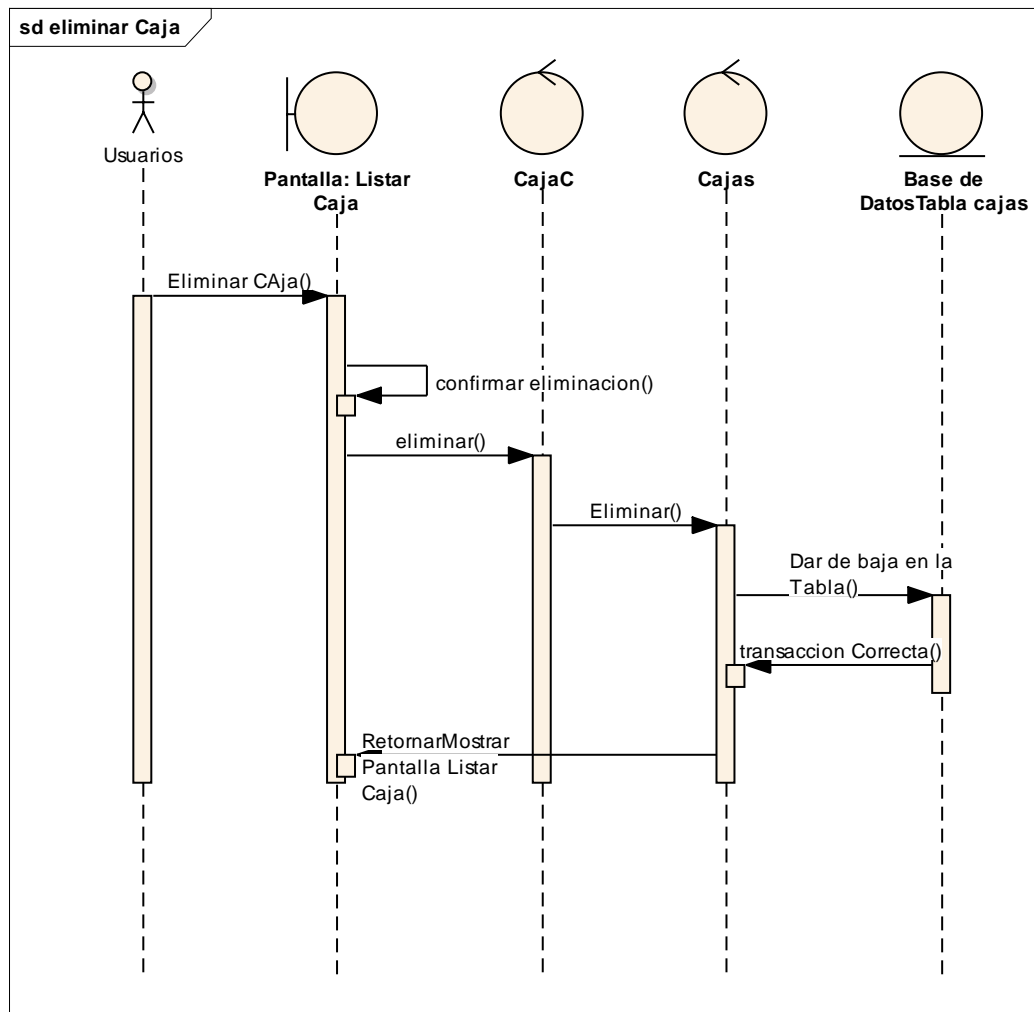 sd eliminar Caja
Usuarios
Pantalla: Listar
Caja
CajaC
Cajas
Base de
DatosTabla cajas
Eliminar CAja()
confirmar eliminacion()
eliminar()
Eliminar()
Dar de baja en la
Tabla()
transaccion Correcta()
RetornarMostrar
Pantalla Listar
Caja()